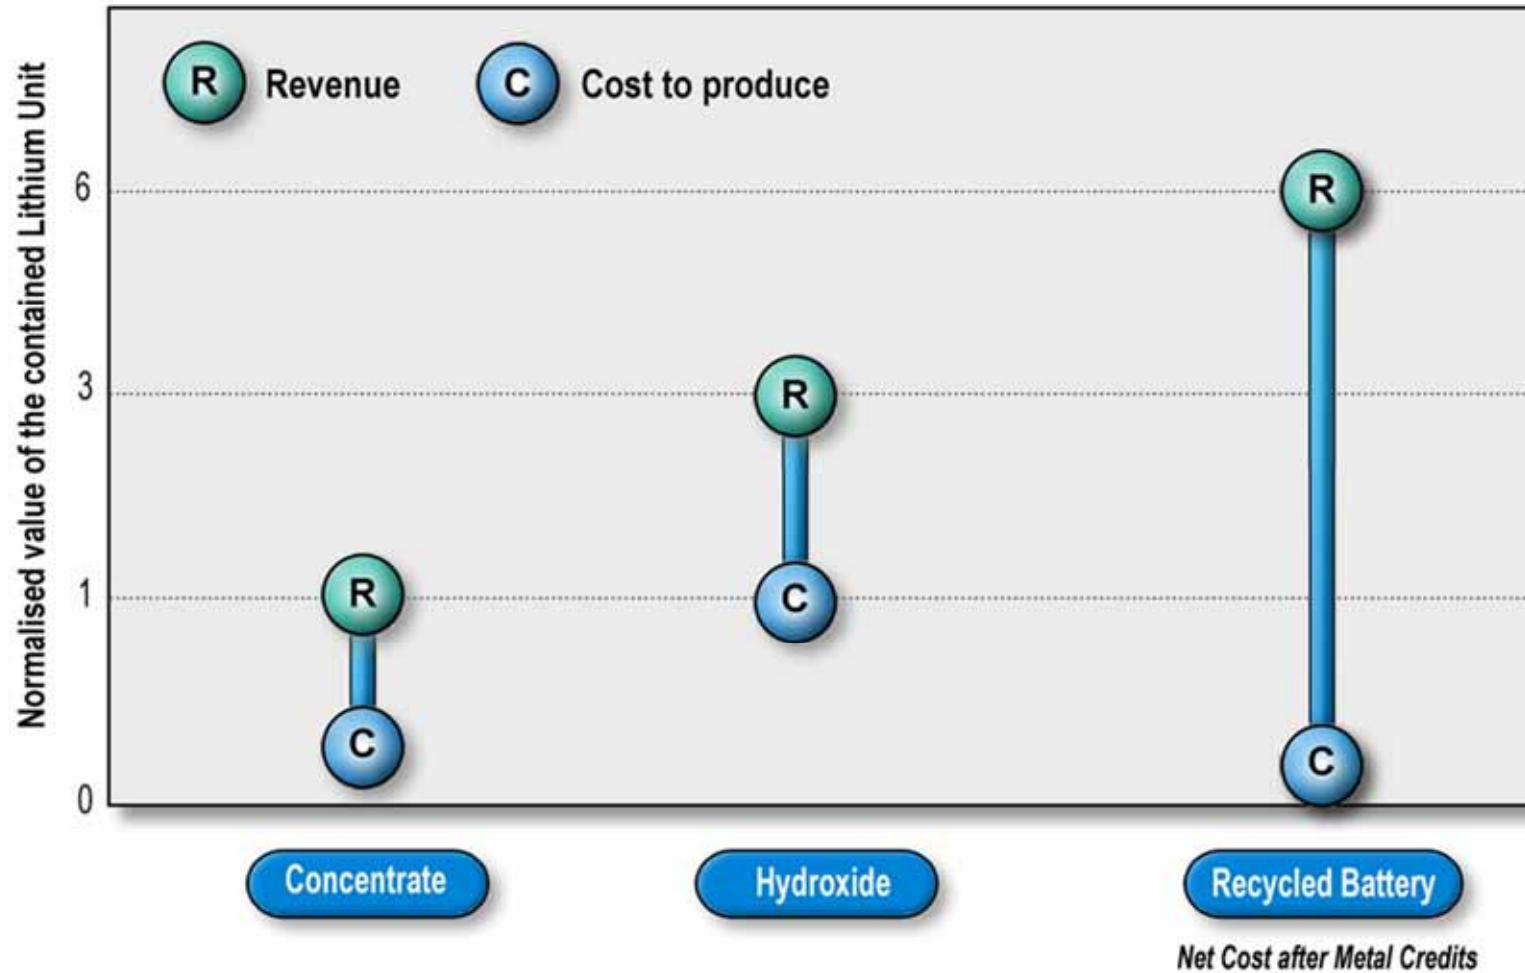 R Revenue C Cost to produce
Normalised value of the contained Lithium Unit
6
R
3
R
1
R
C
C
C
0
Concentrate Hydroxide Recycled Battery
Net Cost after Metal Credits